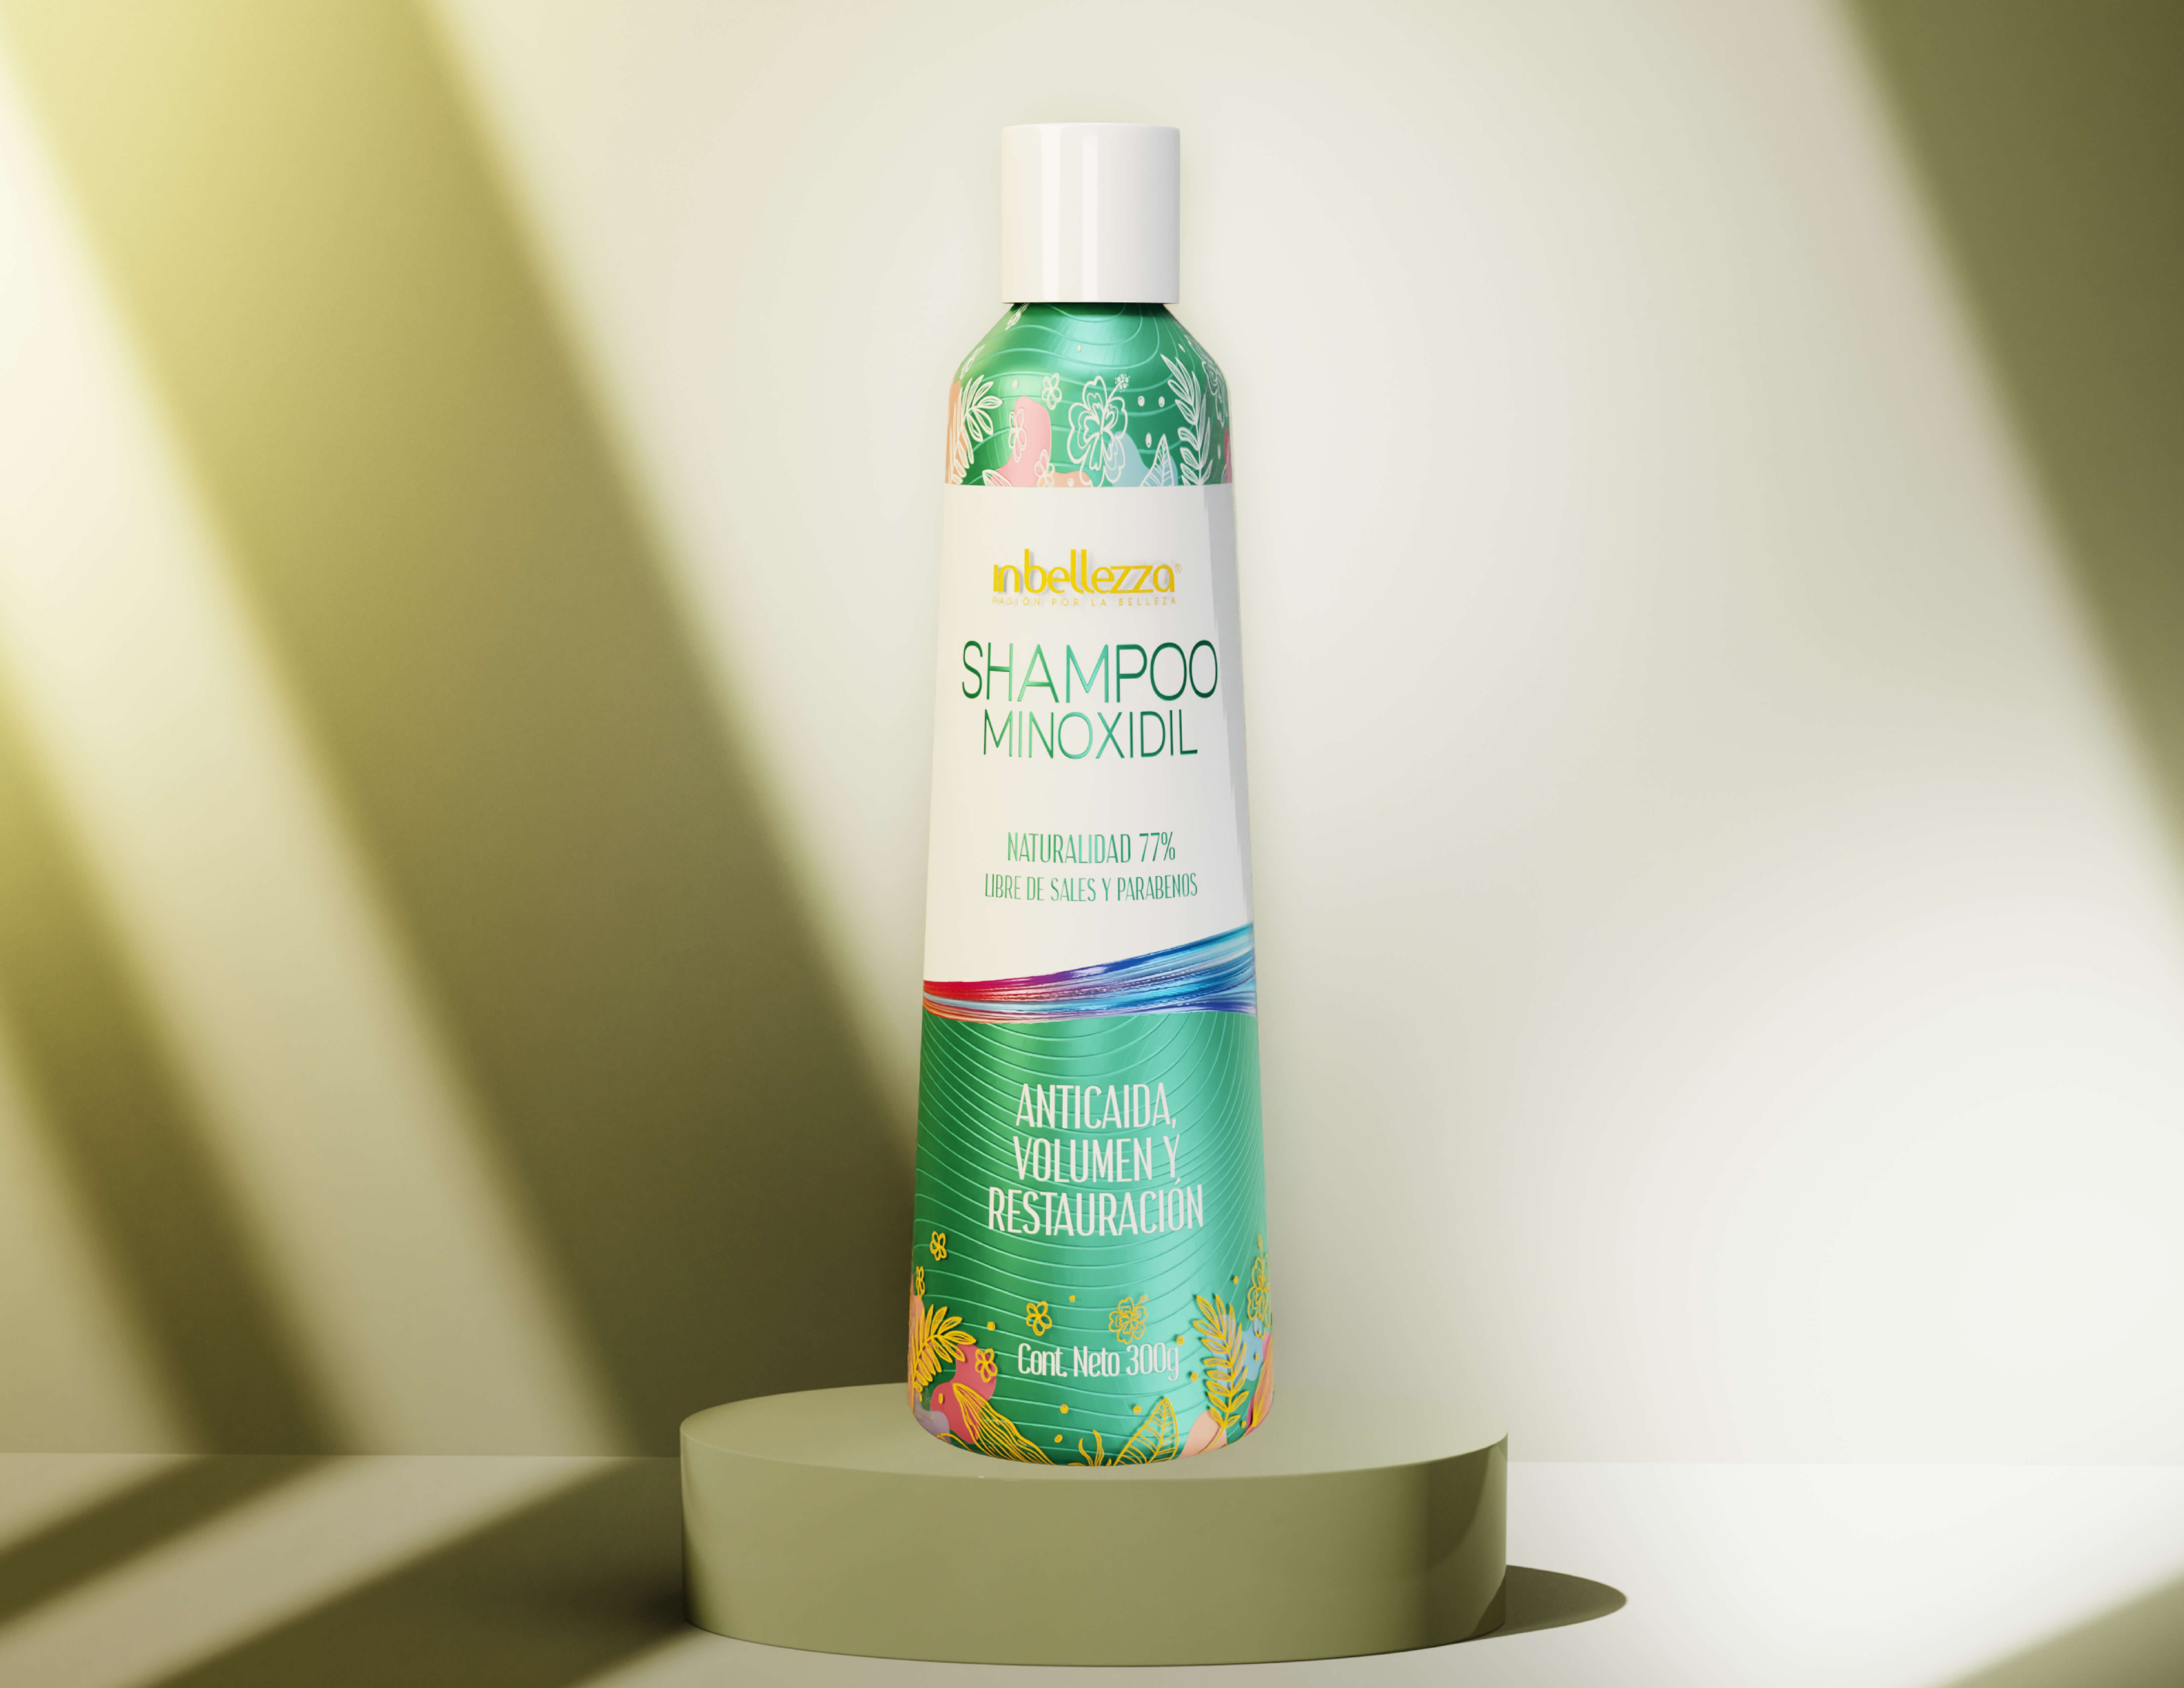 inbellezza®
PASIÓN POR LA BELLEZA
SHAMPOO
MINOXIDIL
NATURALIDAD 77%
LIBRE DE SALES Y PARABENOS
ANTICAIDA,
VOLUMEN Y
RESTAURACIÓN
Cont. Neto 300g